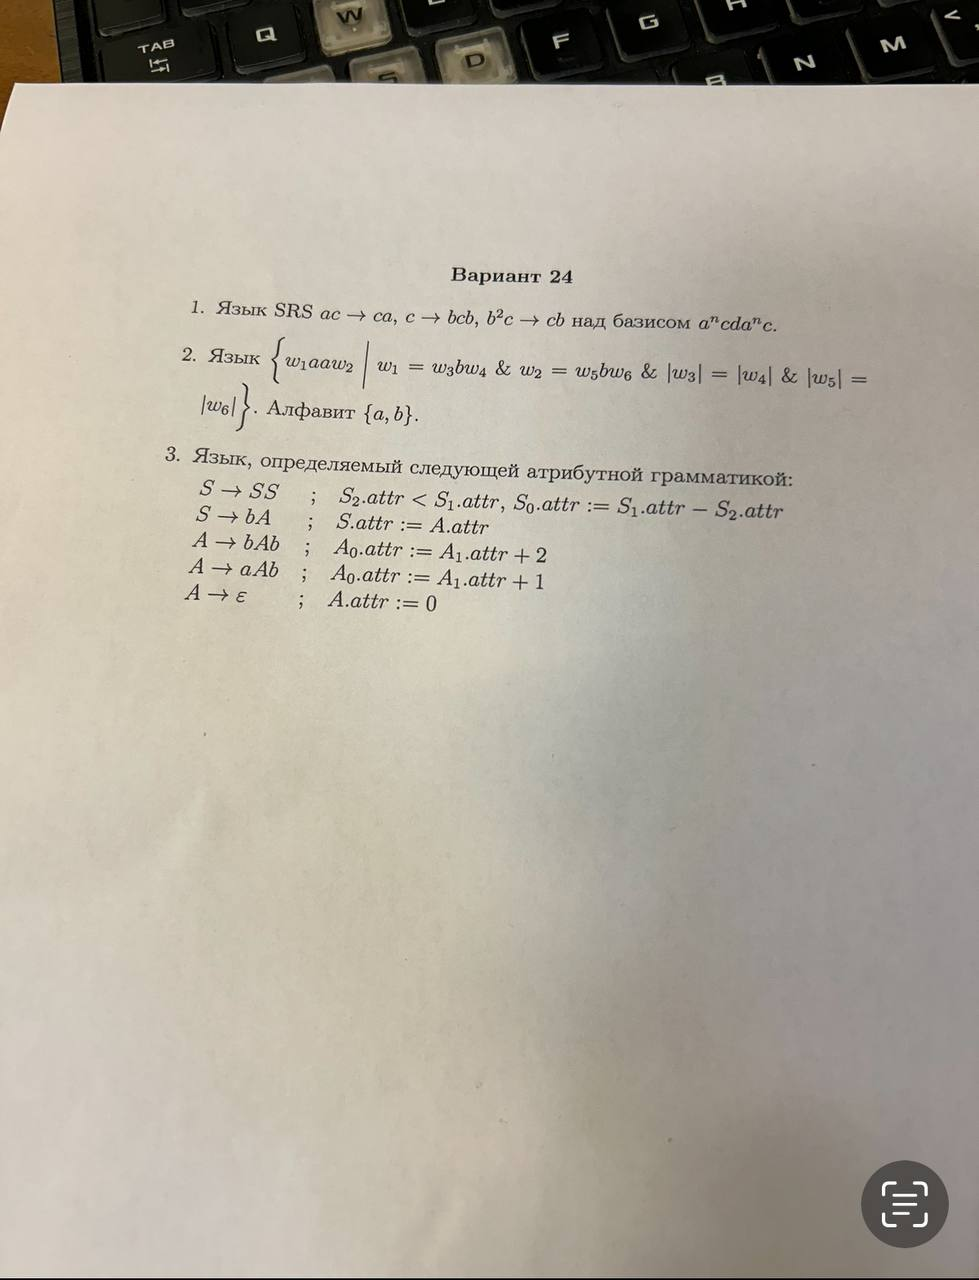 TAB Q W F G H
S D B N M <
Вариант 24
1. Язык SRS ac → ca, c → bcb, b²c → cb над базисом aⁿcdaⁿc.
2. Язык {w₁aaw₂ | w₁ = w₃bw₄ & w₂ = w₅bw₆ & |w₃| = |w₄| & |w₅| =
|w₆|}. Алфавит {a, b}.
3. Язык, определяемый следующей атрибутной грамматикой:
S → SS ; S₂.attr < S₁.attr, S₀.attr := S₁.attr − S₂.attr
S → bA ; S.attr := A.attr
A → bAb ; A₀.attr := A₁.attr + 2
A → aAb ; A₀.attr := A₁.attr + 1
A → ε ; A.attr := 0